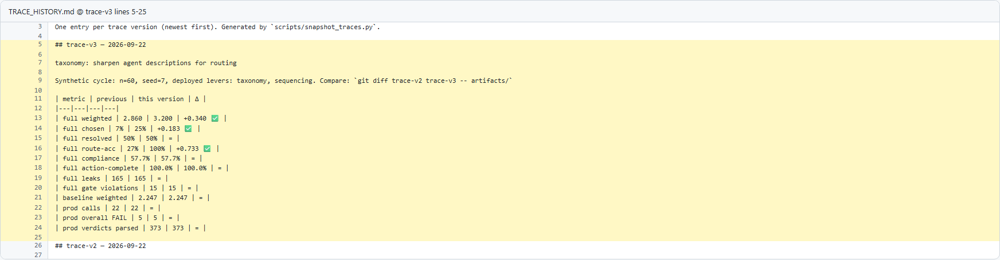 TRACE_HISTORY.md @ trace-v3 lines 5-25
3 One entry per trace version (newest first). Generated by `scripts/snapshot_traces.py`.
4
5 ## trace-v3 — 2026-09-22
6
7 taxonomy: sharpen agent descriptions for routing
8
9 Synthetic cycle: n=60, seed=7, deployed levers: taxonomy, sequencing. Compare: `git diff trace-v2 trace-v3 -- artifacts/`
10
11 | metric | previous | this version | Δ |
12 |---|---|---|---|
13 | full weighted | 2.860 | 3.200 | +0.340 ✅ |
14 | full chosen | 7% | 25% | +0.183 ✅ |
15 | full resolved | 50% | 50% | = |
16 | full route-acc | 27% | 100% | +0.733 ✅ |
17 | full compliance | 57.7% | 57.7% | = |
18 | full action-complete | 100.0% | 100.0% | = |
19 | full leaks | 165 | 165 | = |
20 | full gate violations | 15 | 15 | = |
21 | baseline weighted | 2.247 | 2.247 | = |
22 | prod calls | 22 | 22 | = |
23 | prod overall FAIL | 5 | 5 | = |
24 | prod verdicts parsed | 373 | 373 | = |
25
26 ## trace-v2 — 2026-09-22
27